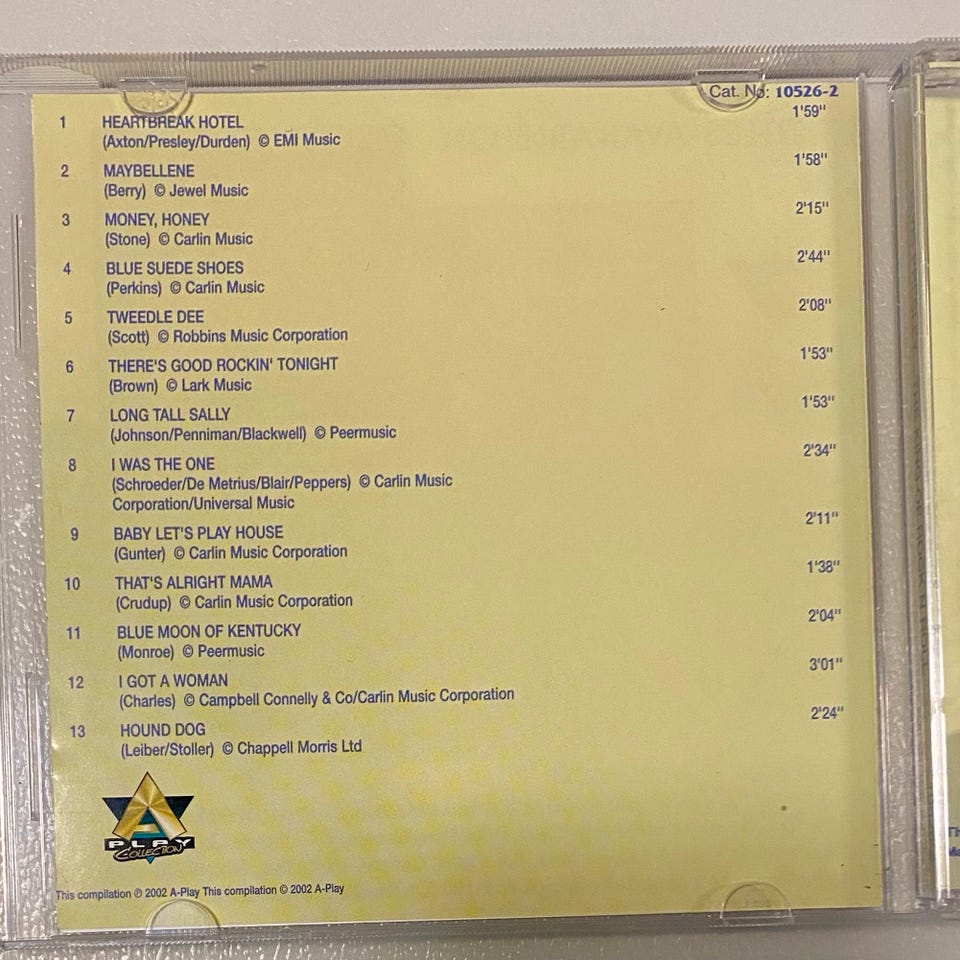 Cat. No: 10526-2
1 HEARTBREAK HOTEL 1'59"
(Axton/Presley/Durden) © EMI Music
2 MAYBELLENE 1'58"
(Berry) © Jewel Music
3 MONEY, HONEY 2'15"
(Stone) © Carlin Music
4 BLUE SUEDE SHOES 2'44"
(Perkins) © Carlin Music
5 TWEEDLE DEE 2'08"
(Scott) © Robbins Music Corporation
6 THERE'S GOOD ROCKIN' TONIGHT 1'53"
(Brown) © Lark Music
7 LONG TALL SALLY 1'53"
(Johnson/Penniman/Blackwell) © Peermusic
8 I WAS THE ONE 2'34"
(Schroeder/De Metrius/Blair/Peppers) © Carlin Music
Corporation/Universal Music
9 BABY LET'S PLAY HOUSE 2'11"
(Gunter) © Carlin Music Corporation
10 THAT'S ALRIGHT MAMA 1'38"
(Crudup) © Carlin Music Corporation
11 BLUE MOON OF KENTUCKY 2'04"
(Monroe) © Peermusic
12 I GOT A WOMAN 3'01"
(Charles) © Campbell Connelly & Co/Carlin Music Corporation
13 HOUND DOG 2'24"
(Leiber/Stoller) © Chappell Morris Ltd
A
PLAY
COLLECTION
This compilation ℗ 2002 A-Play This compilation © 2002 A-Play